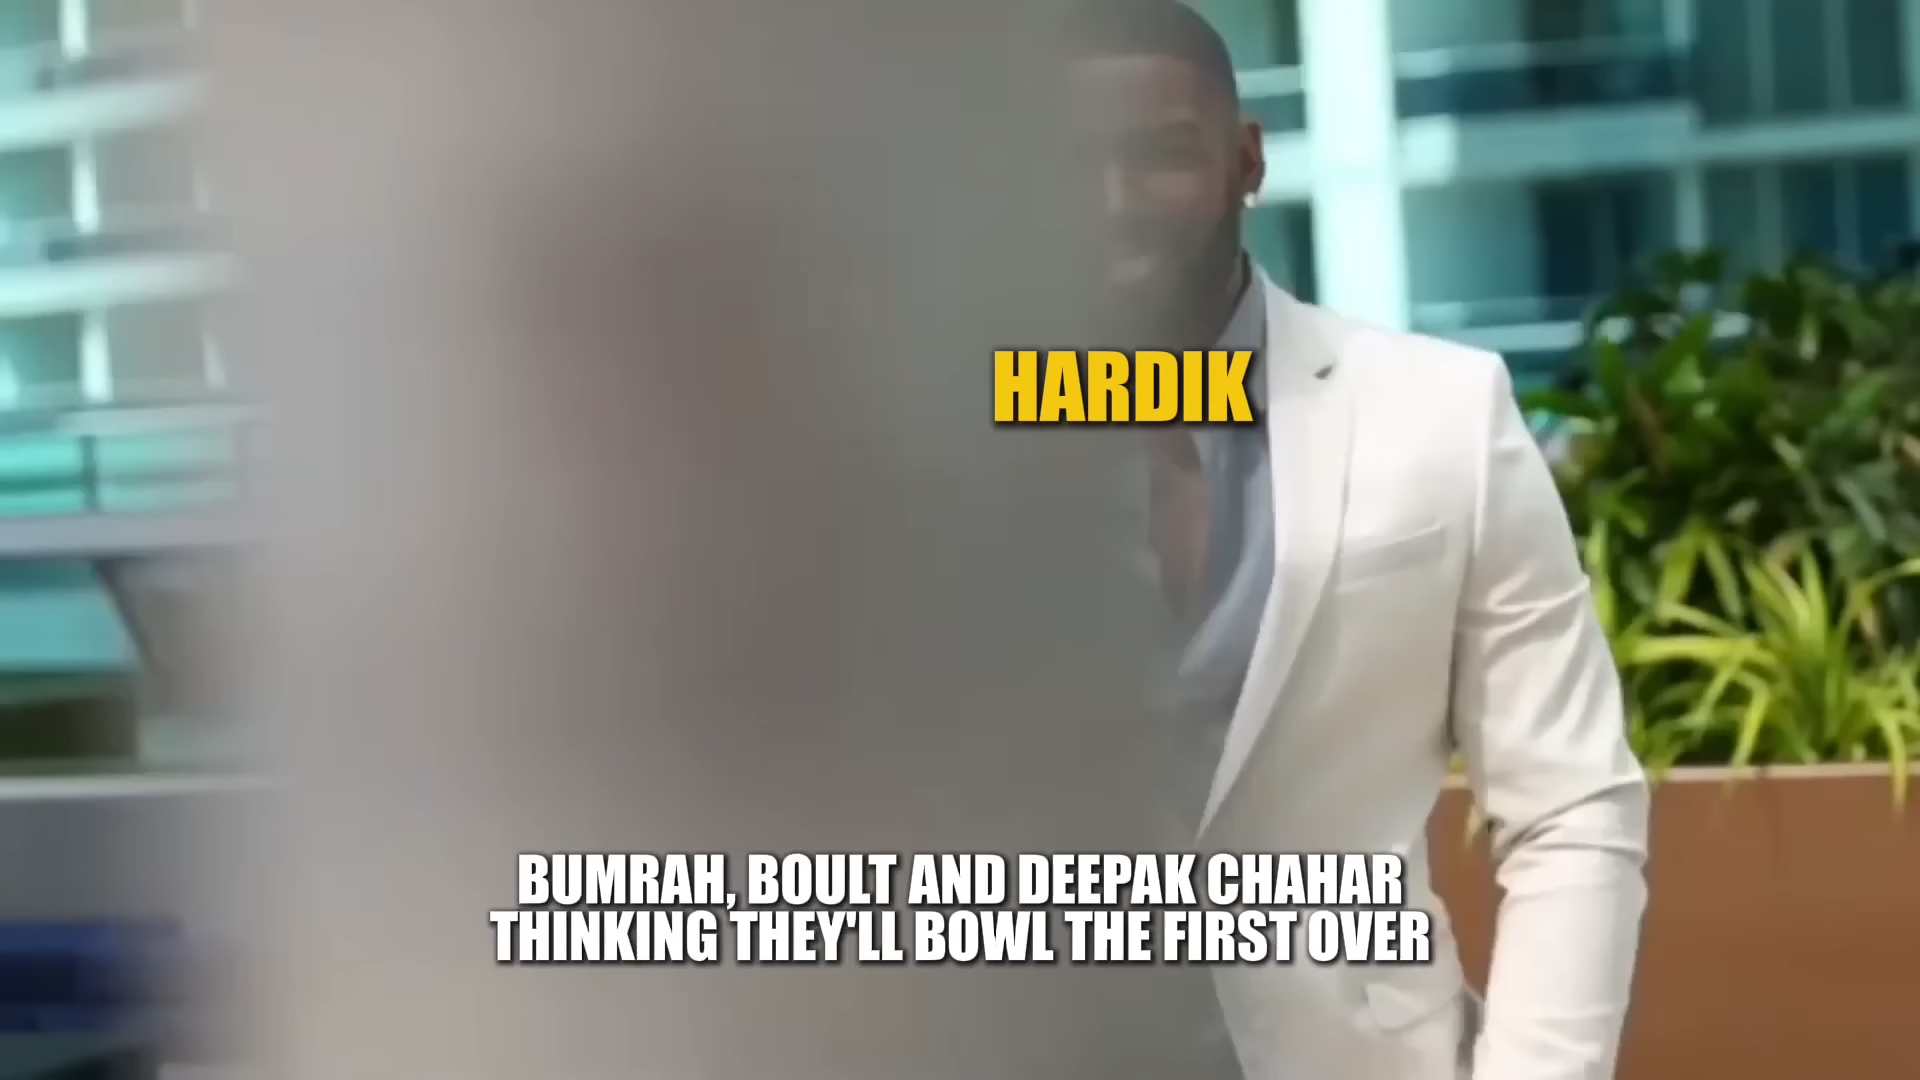 HARDIK
BUMRAH, BOULT AND DEEPAK CHAHAR
THINKING THEY'LL BOWL THE FIRST OVER